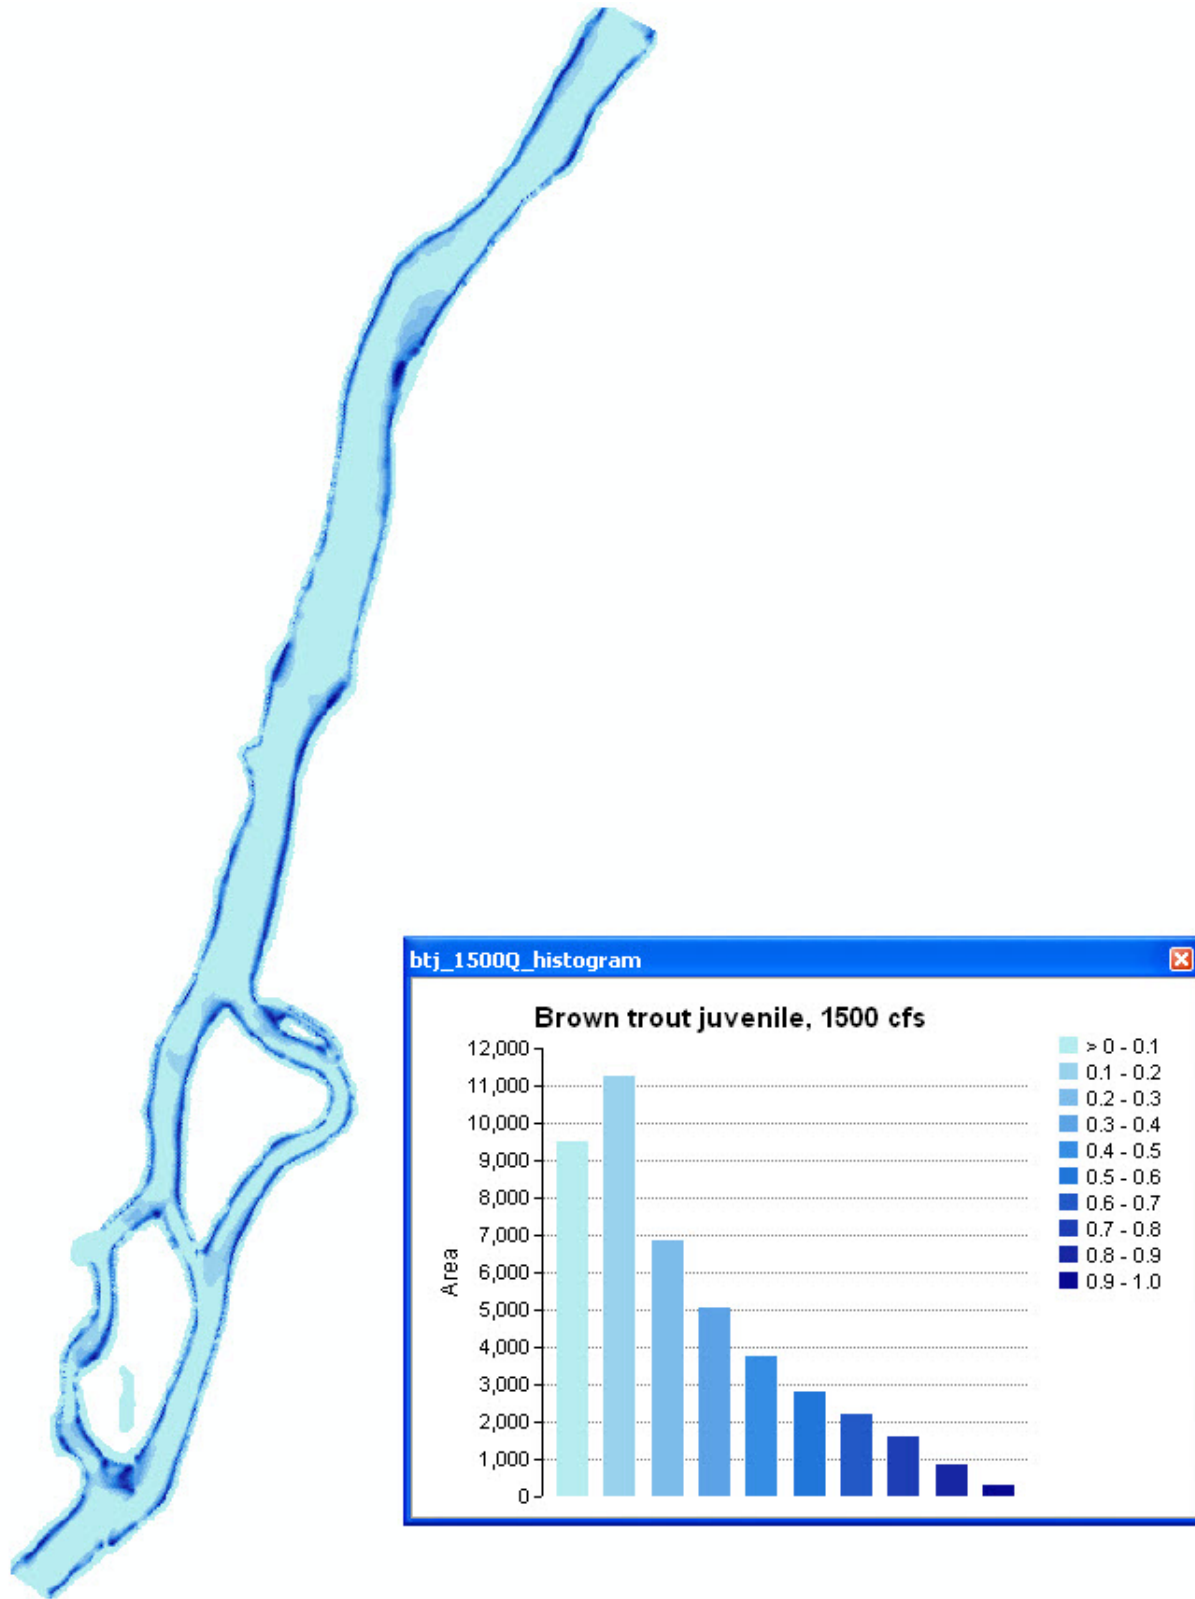 btj_1500Q_histogram
Brown trout juvenile, 1500 cfs
12,000
11,000
10,000
9,000
8,000
7,000
6,000
5,000
4,000
3,000
2,000
1,000
0
Area
> 0 - 0.1
0.1 - 0.2
0.2 - 0.3
0.3 - 0.4
0.4 - 0.5
0.5 - 0.6
0.6 - 0.7
0.7 - 0.8
0.8 - 0.9
0.9 - 1.0